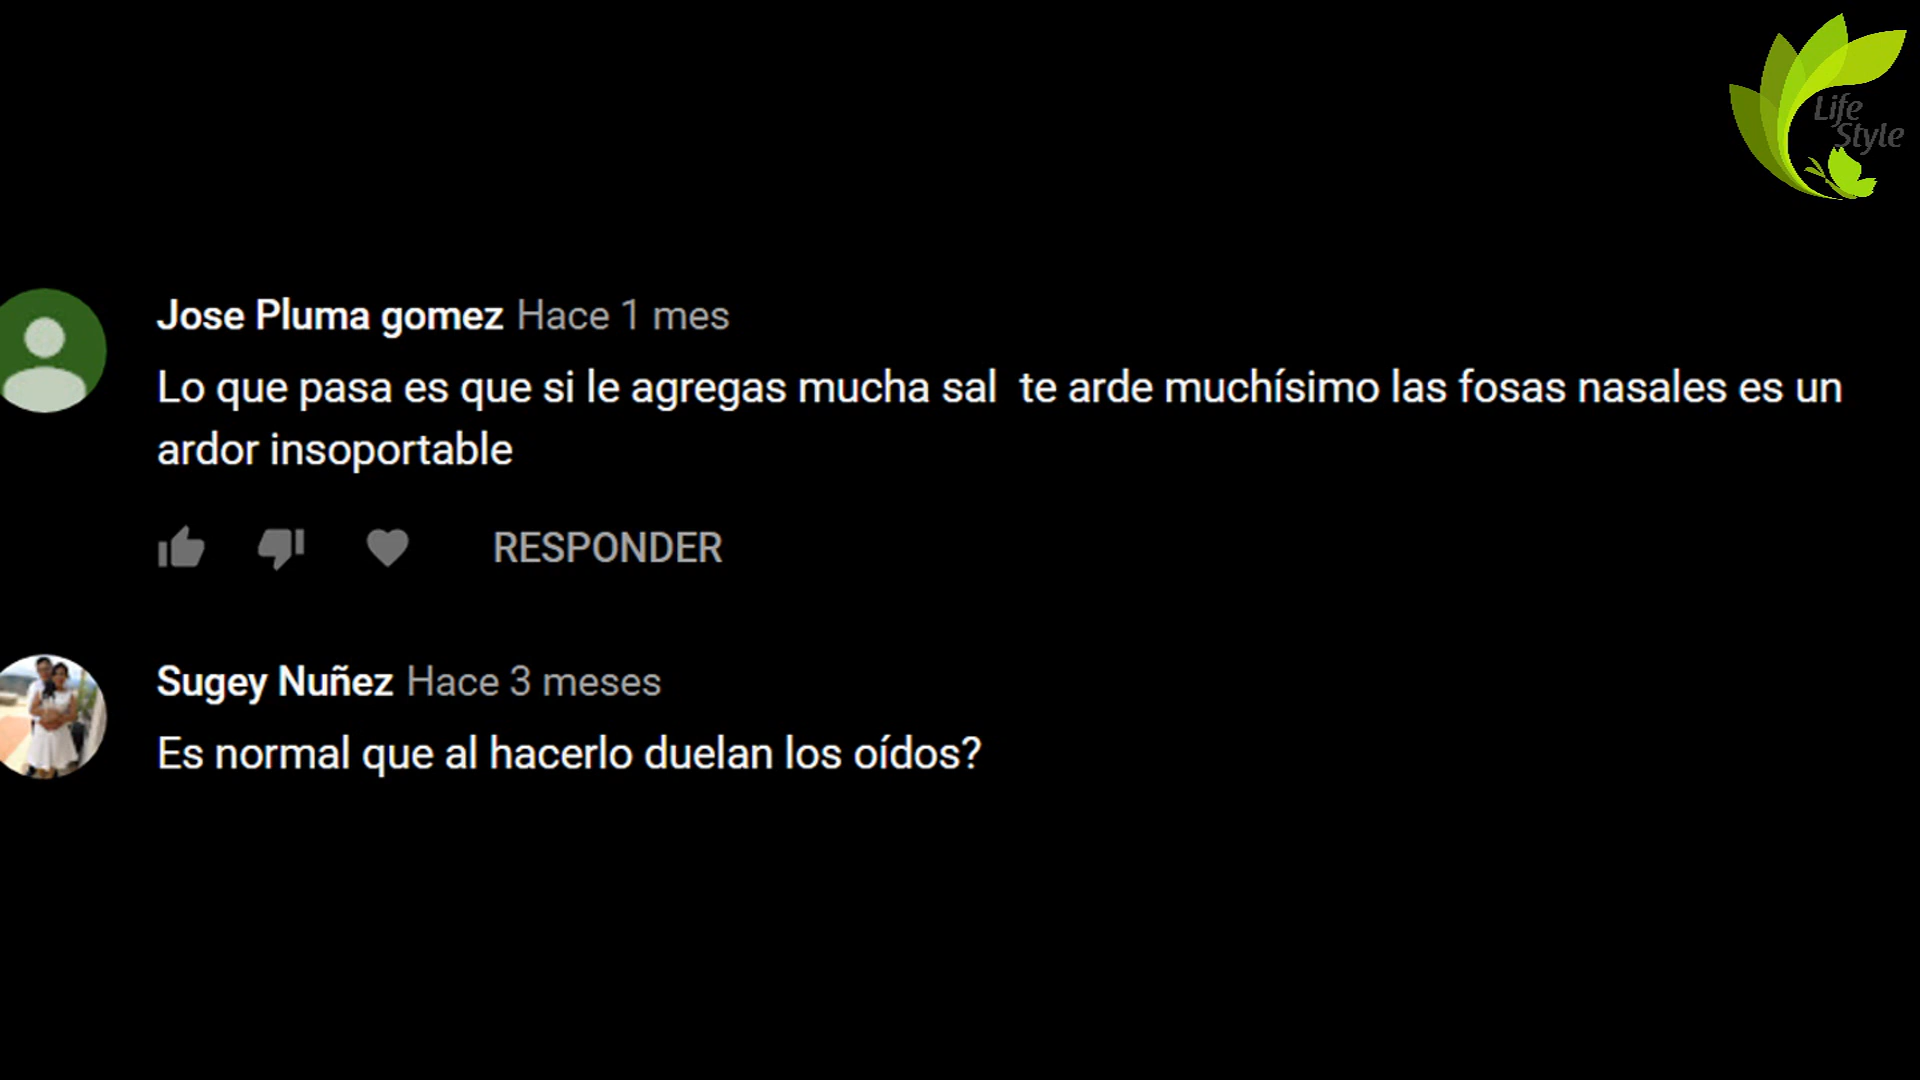 Life
Style
Jose Pluma gomez Hace 1 mes
Lo que pasa es que si le agregas mucha sal  te arde muchísimo las fosas nasales es un
ardor insoportable
RESPONDER
Sugey Nuñez Hace 3 meses
Es normal que al hacerlo duelan los oídos?